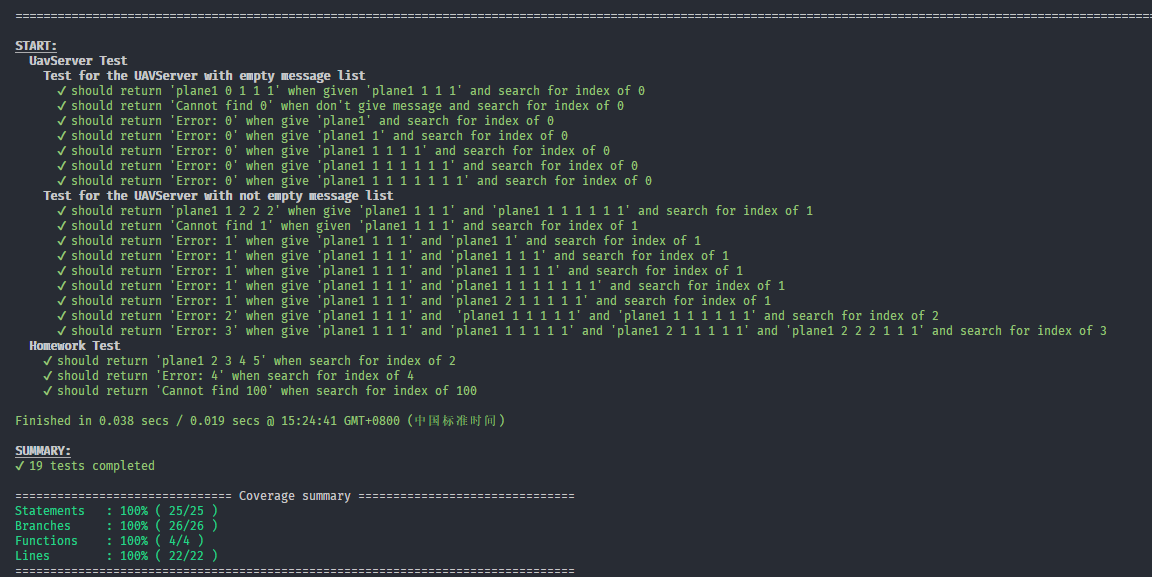 ================================================================================================================================================================
START:
UavServer Test
Test for the UAVServer with empty message list
✔ should return 'plane1 0 1 1 1' when given 'plane1 1 1 1' and search for index of 0
✔ should return 'Cannot find 0' when don't give message and search for index of 0
✔ should return 'Error: 0' when give 'plane1' and search for index of 0
✔ should return 'Error: 0' when give 'plane1 1' and search for index of 0
✔ should return 'Error: 0' when give 'plane1 1 1 1 1' and search for index of 0
✔ should return 'Error: 0' when give 'plane1 1 1 1 1 1 1' and search for index of 0
✔ should return 'Error: 0' when give 'plane1 1 1 1 1 1 1 1' and search for index of 0
Test for the UAVServer with not empty message list
✔ should return 'plane1 1 2 2 2' when give 'plane1 1 1 1' and 'plane1 1 1 1 1 1 1' and search for index of 1
✔ should return 'Cannot find 1' when given 'plane1 1 1 1' and search for index of 1
✔ should return 'Error: 1' when give 'plane1 1 1 1' and 'plane1 1' and search for index of 1
✔ should return 'Error: 1' when give 'plane1 1 1 1' and 'plane1 1 1 1' and search for index of 1
✔ should return 'Error: 1' when give 'plane1 1 1 1' and 'plane1 1 1 1 1' and search for index of 1
✔ should return 'Error: 1' when give 'plane1 1 1 1' and 'plane1 1 1 1 1 1 1 1' and search for index of 1
✔ should return 'Error: 1' when give 'plane1 1 1 1' and 'plane1 2 1 1 1 1 1' and search for index of 1
✔ should return 'Error: 2' when give 'plane1 1 1 1' and  'plane1 1 1 1 1 1' and 'plane1 1 1 1 1 1 1' and search for index of 2
✔ should return 'Error: 3' when give 'plane1 1 1 1' and 'plane1 1 1 1 1 1' and 'plane1 2 1 1 1 1 1' and 'plane1 2 2 2 1 1 1' and search for index of 3
Homework Test
✔ should return 'plane1 2 3 4 5' when search for index of 2
✔ should return 'Error: 4' when search for index of 4
✔ should return 'Cannot find 100' when search for index of 100
Finished in 0.038 secs / 0.019 secs @ 15:24:41 GMT+0800 (中国标准时间)
SUMMARY:
✔ 19 tests completed
=============================== Coverage summary ===============================
Statements   : 100% ( 25/25 )
Branches     : 100% ( 26/26 )
Functions    : 100% ( 4/4 )
Lines        : 100% ( 22/22 )
================================================================================